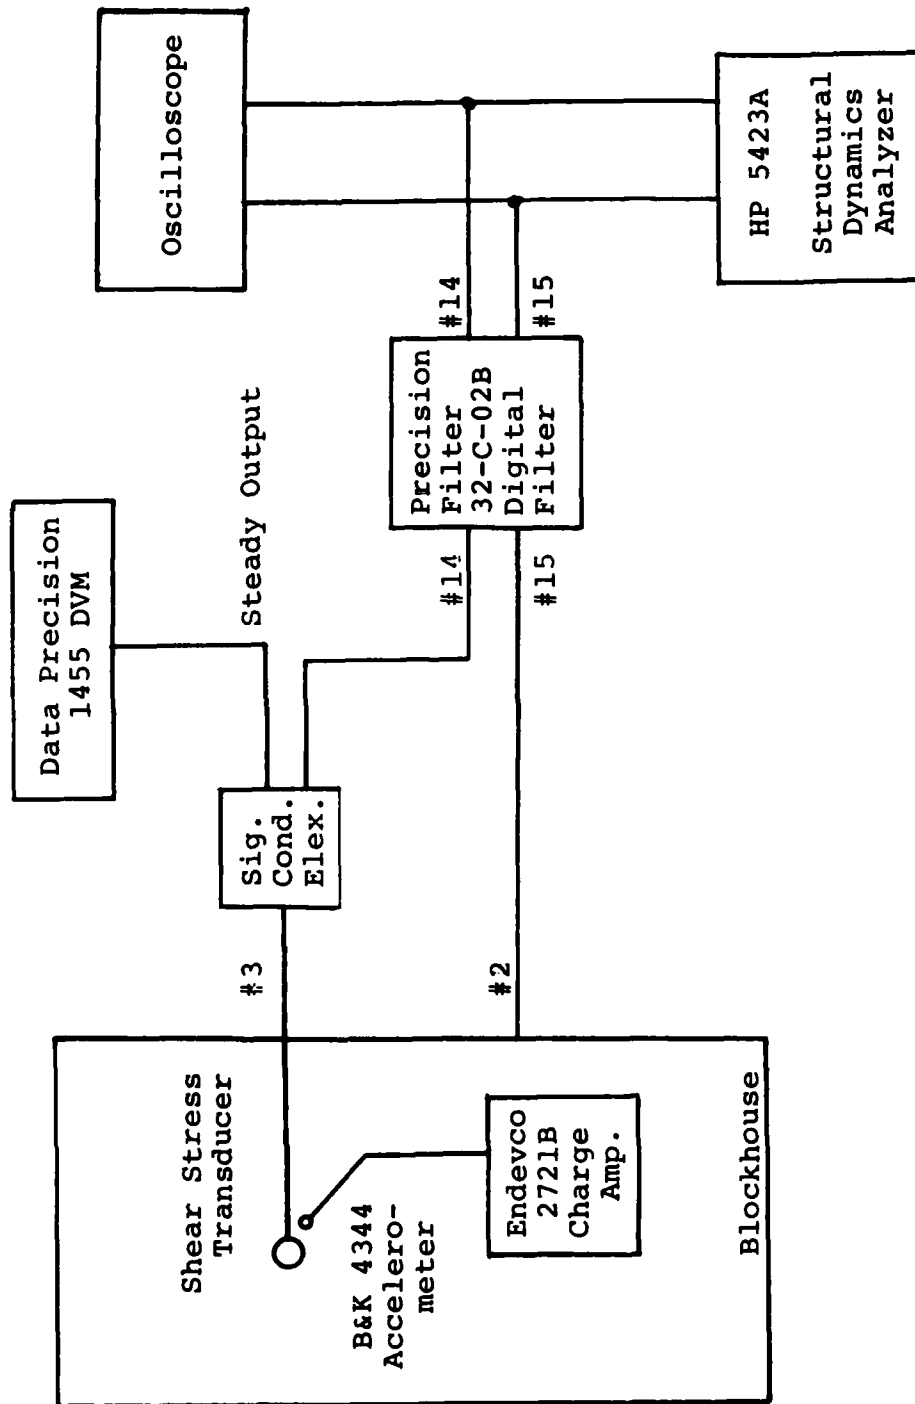 Oscilloscope
HP 5423A
Structural
Dynamics
Analyzer
#14
#15
Precision
Filter
32-C-02B
Digital
Filter
#14
#15
Data Precision
1455 DVM
Steady Output
Sig.
Cond.
Elex.
#3
#2
Shear Stress
Transducer
B&K 4344
Accelero-
meter
Endevco
2721B
Charge
Amp.
Blockhouse